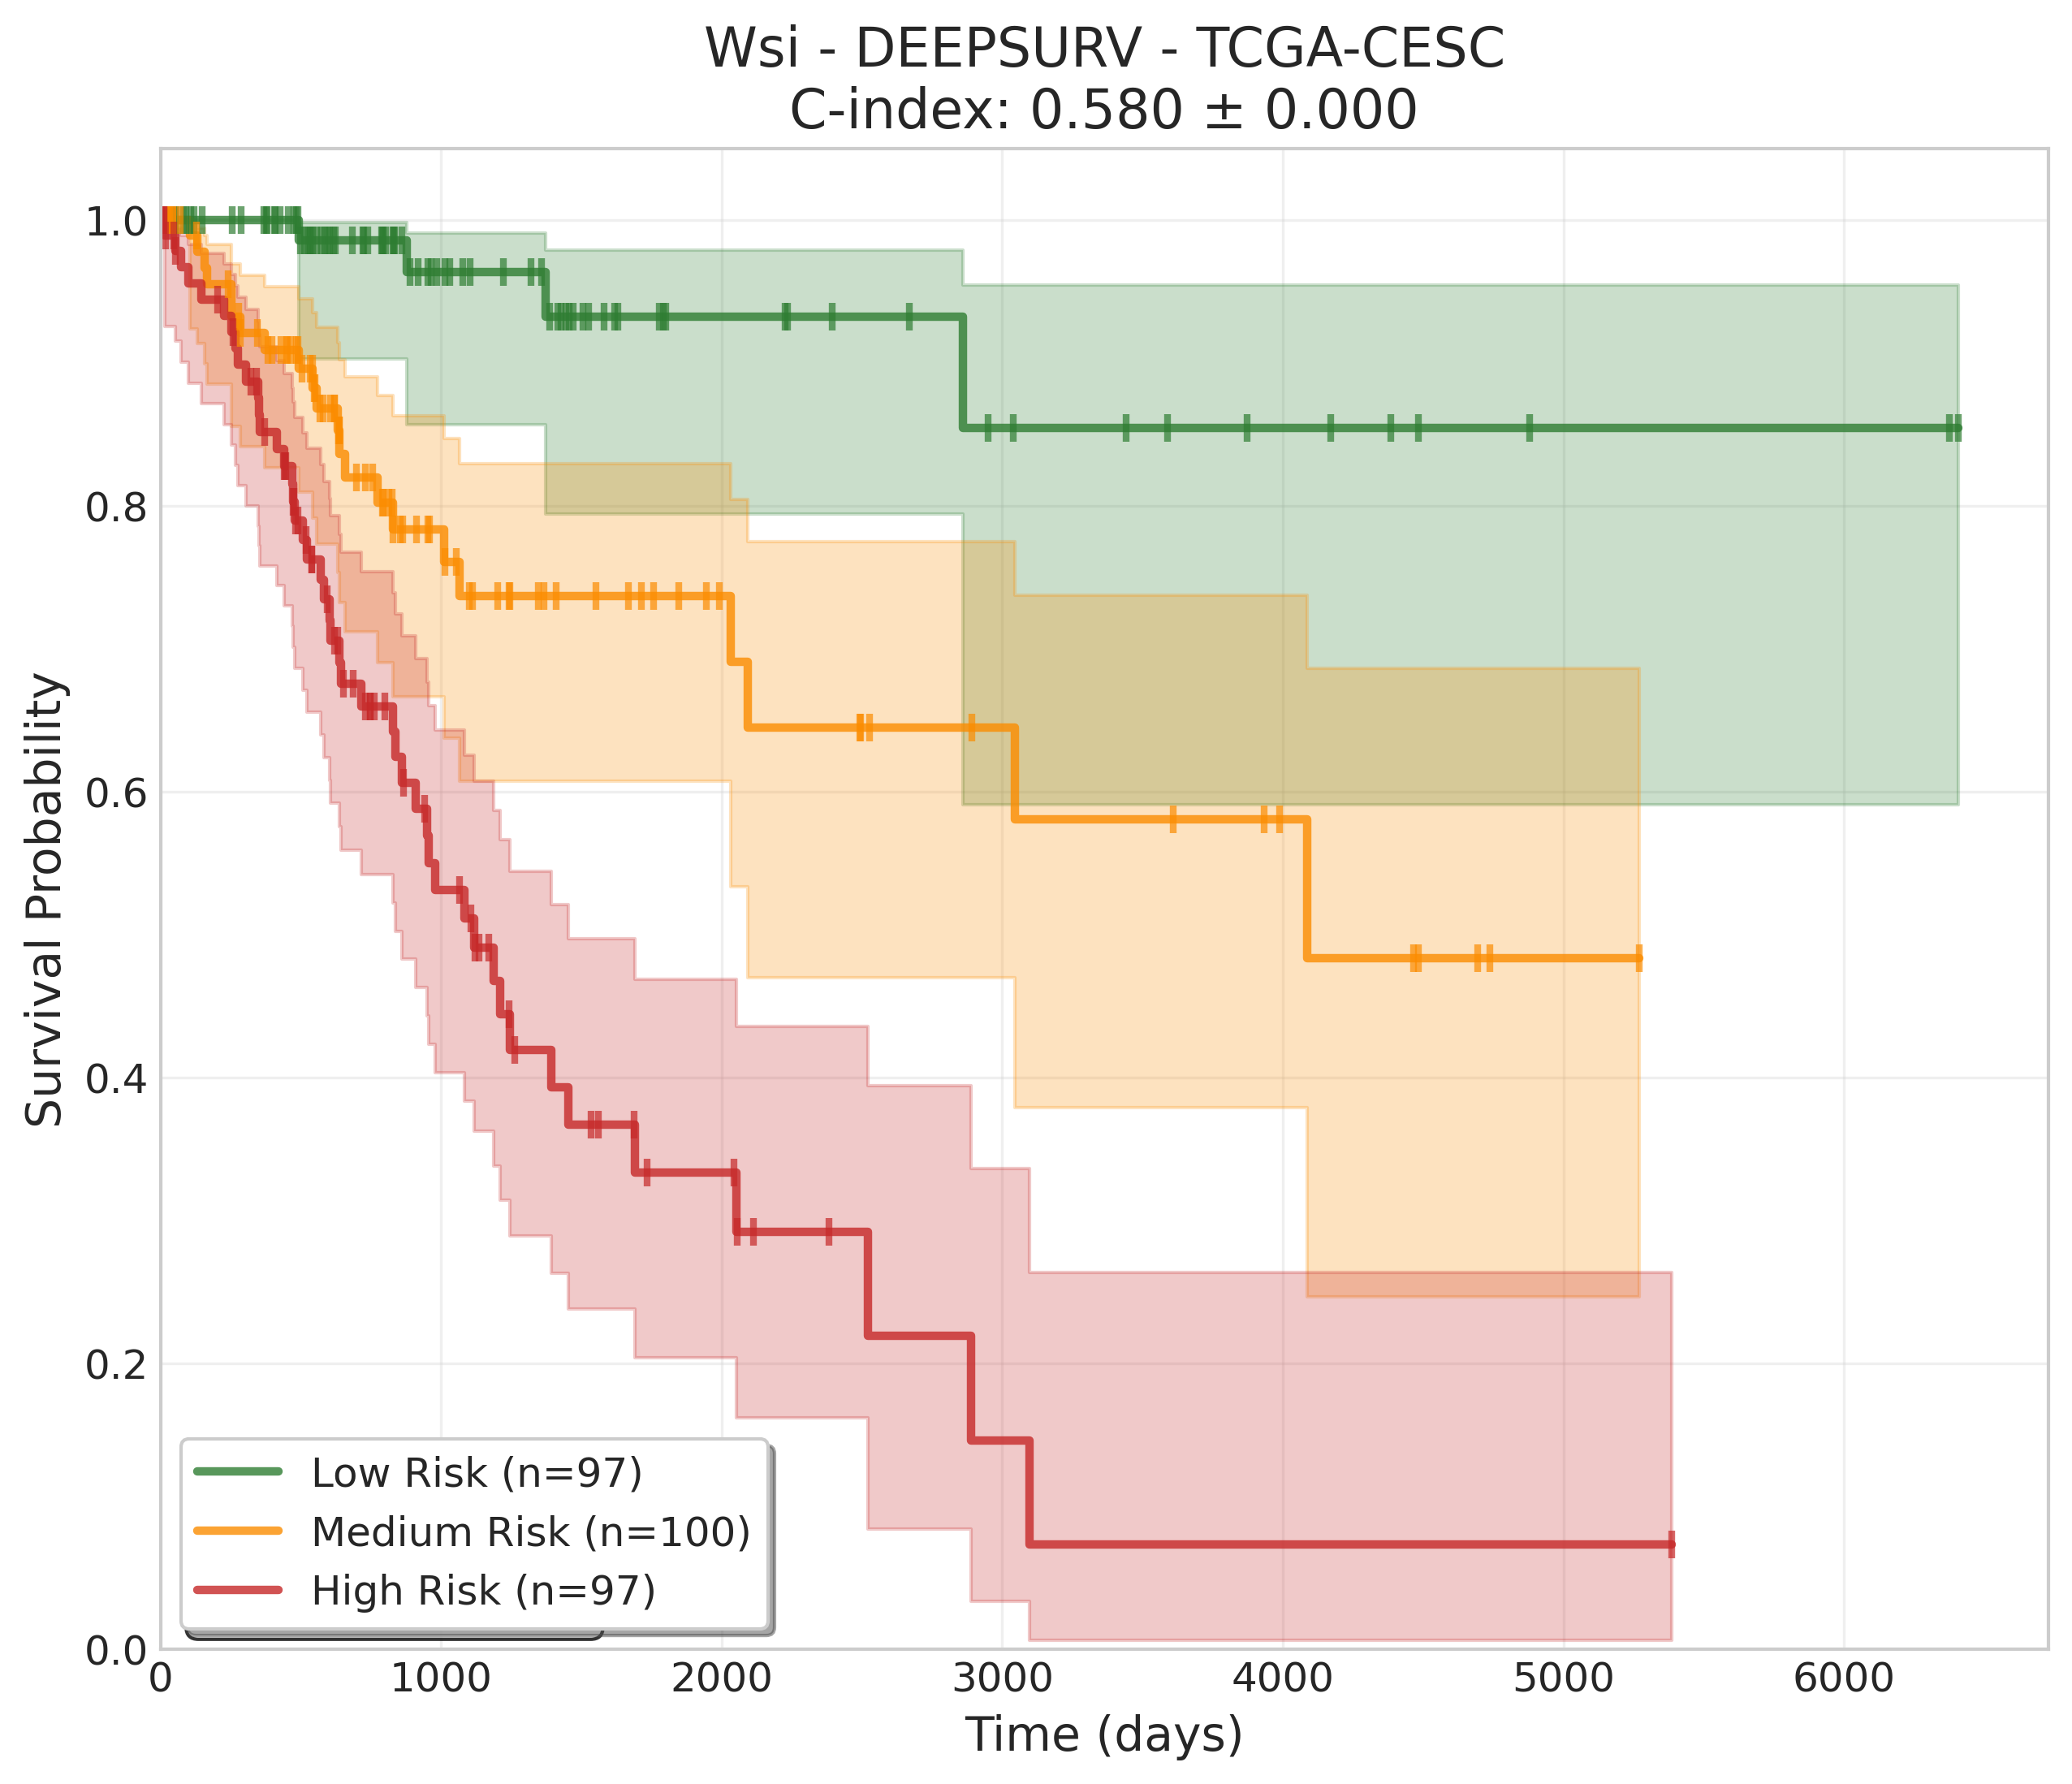 Wsi - DEEPSURV - TCGA-CESC
C-index: 0.580 ± 0.000
Survival Probability
1.0
0.8
0.6
0.4
0.2
0.0
Low Risk (n=97)
Medium Risk (n=100)
High Risk (n=97)
0 1000 2000 3000 4000 5000 6000
Time (days)